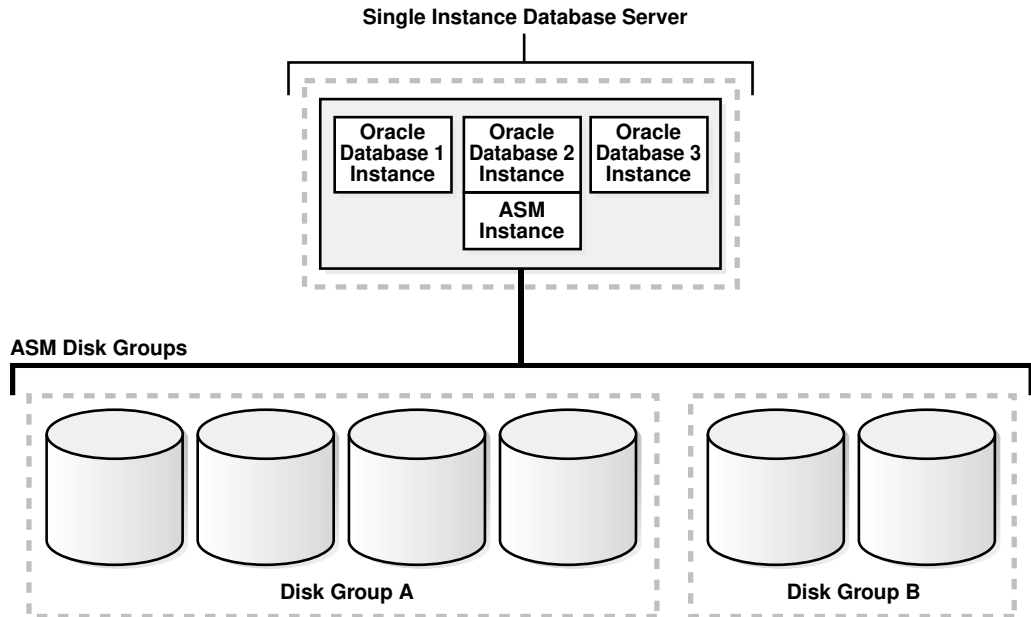 Single Instance Database Server
Oracle
Database 1
Instance
Oracle
Database 2
Instance
Oracle
Database 3
Instance
ASM
Instance
ASM Disk Groups
Disk Group A
Disk Group B